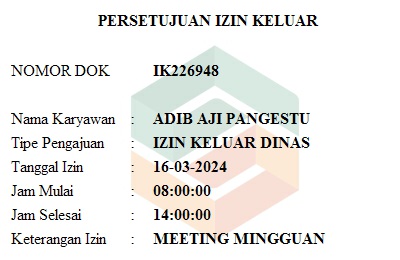 PERSETUJUAN IZIN KELUAR
NOMOR DOK IK226948
Nama Karyawan : ADIB AJI PANGESTU
Tipe Pengajuan : IZIN KELUAR DINAS
Tanggal Izin : 16-03-2024
Jam Mulai : 08:00:00
Jam Selesai : 14:00:00
Keterangan Izin : MEETING MINGGUAN